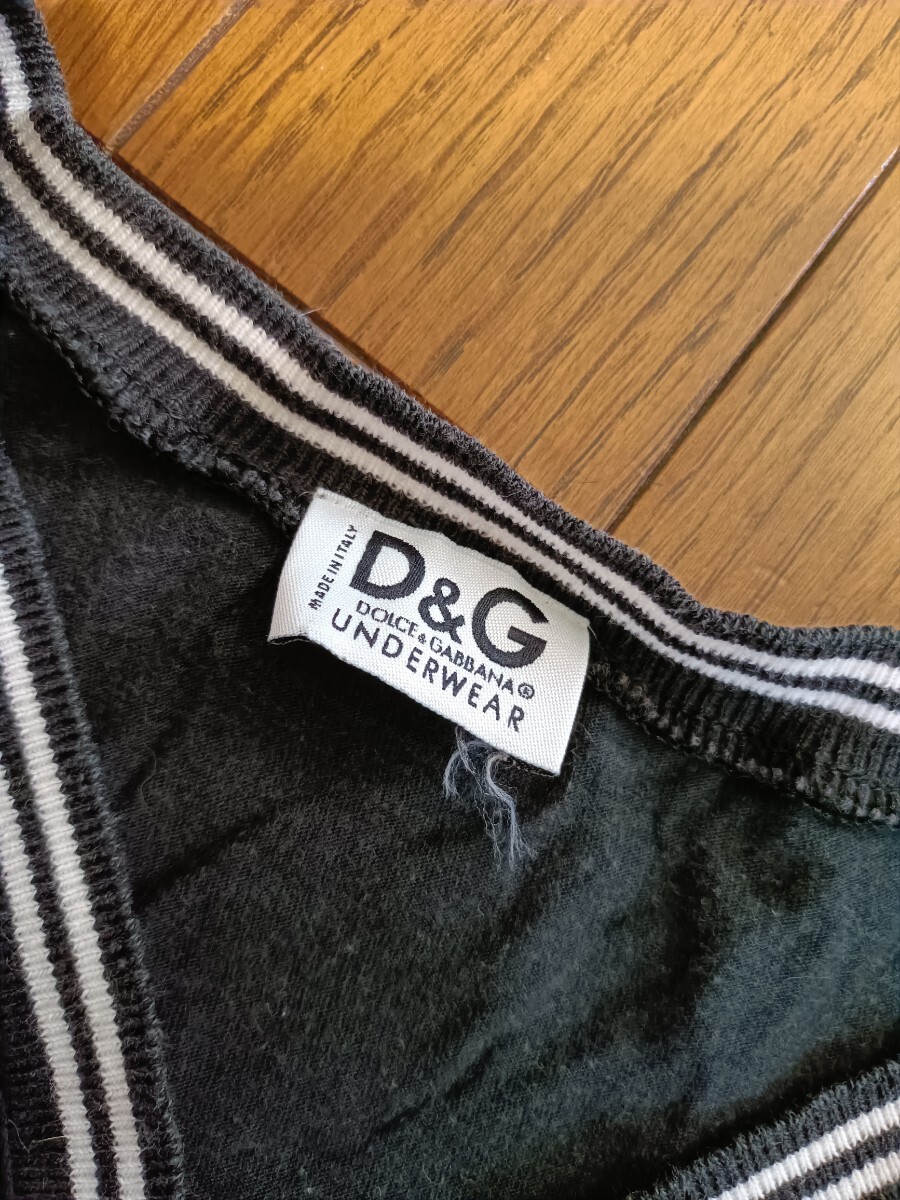 MADE IN ITALY
D&G
DOLCE & GABBANA®
UNDERWEAR